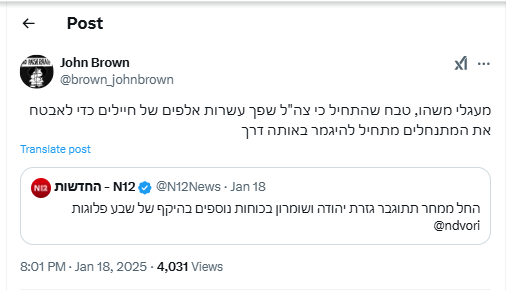 Post
John Brown
@brown_johnbrown
מעגלי משהו, טבח שהתחיל כי צה"ל שפך עשרות אלפים של חיילים כדי לאבטח
את המתנחלים מתחיל להיגמר באותה דרך
Translate post
N12 - החדשות @N12News · Jan 18
החל ממחר תתוגבר גזרת יהודה ושומרון בכוחות נוספים בהיקף של שבע פלוגות
@ndvori
8:01 PM · Jan 18, 2025 · 4,031 Views